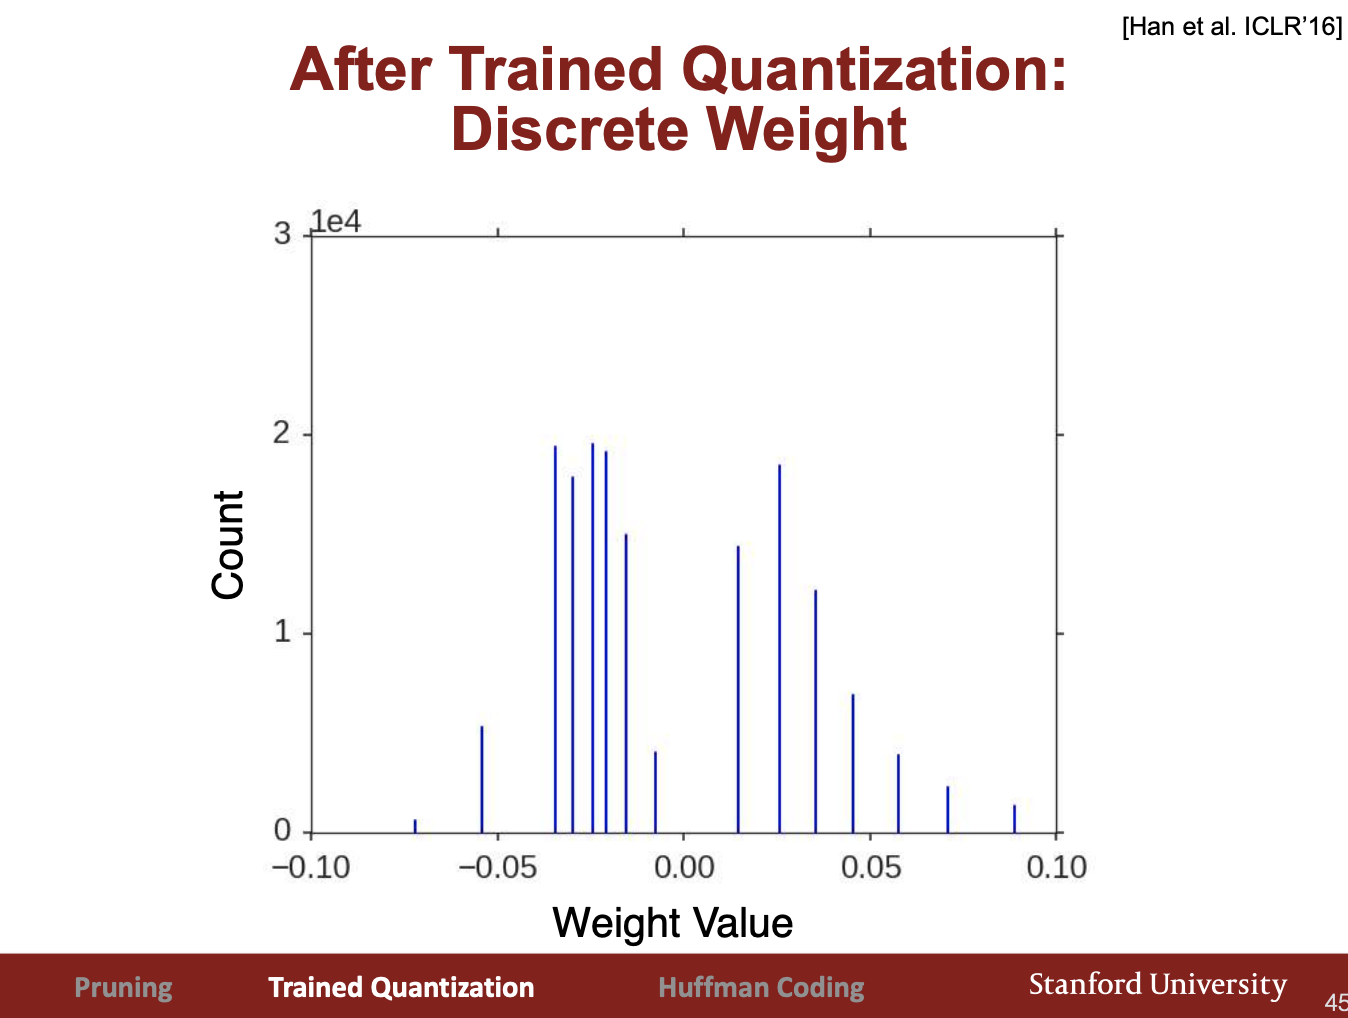 [Han et al. ICLR’16]
After Trained Quantization:
Discrete Weight
1e4
3
2
1
0
Count
−0.10 −0.05 0.00 0.05 0.10
Weight Value
Pruning Trained Quantization Huffman Coding Stanford University 45